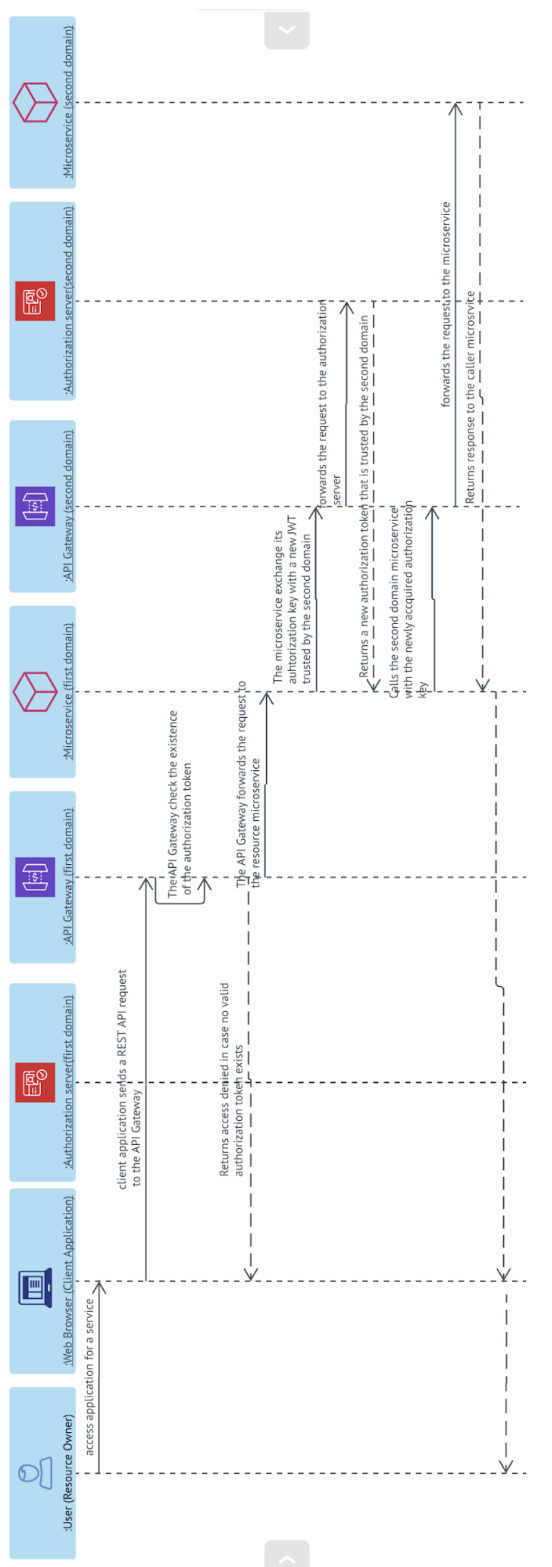 :User (Resource Owner)
:Web Browser (Client Application)
:Authorization server(first domain)
:API Gateway (first domain)
:Microservice (first domain)
:API Gateway (second domain)
:Authorization server(second domain)
:Microservice (second domain)
access application for a service
client application sends a REST API request
to the API Gateway
The API Gateway check the existence
of the authorization token
Returns access denied in case no valid
authorization token exists
The API Gateway forwards the request to
the resource microservice
The microservice exchange its
auhtorization key with a new JWT
trusted by the second domain
forwards the request to the authorization
server
Returns a new authorization token that is trusted by the second domain
Calls the second domain microservice
with the newly accquired authorization
key
forwards the request to the microservice
Returns response to the caller microsrvice